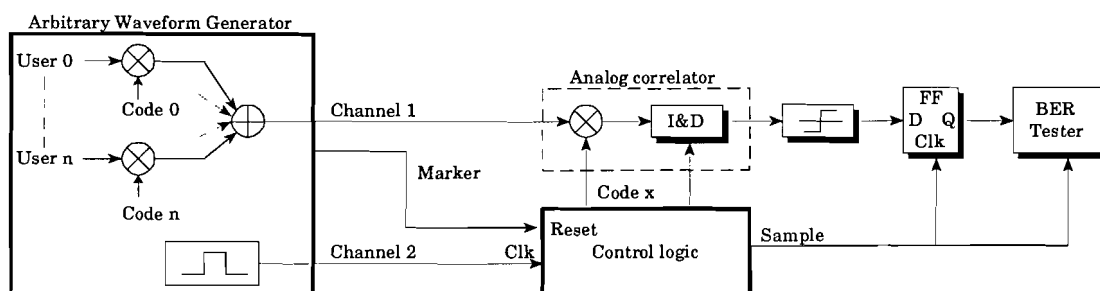 Arbitrary Waveform Generator
User 0
Code 0
User n
Code n
Channel 1
Marker
Channel 2
Analog correlator
I&D
Code x
Reset
Clk
Control logic
Sample
FF
D Q
Clk
BER
Tester